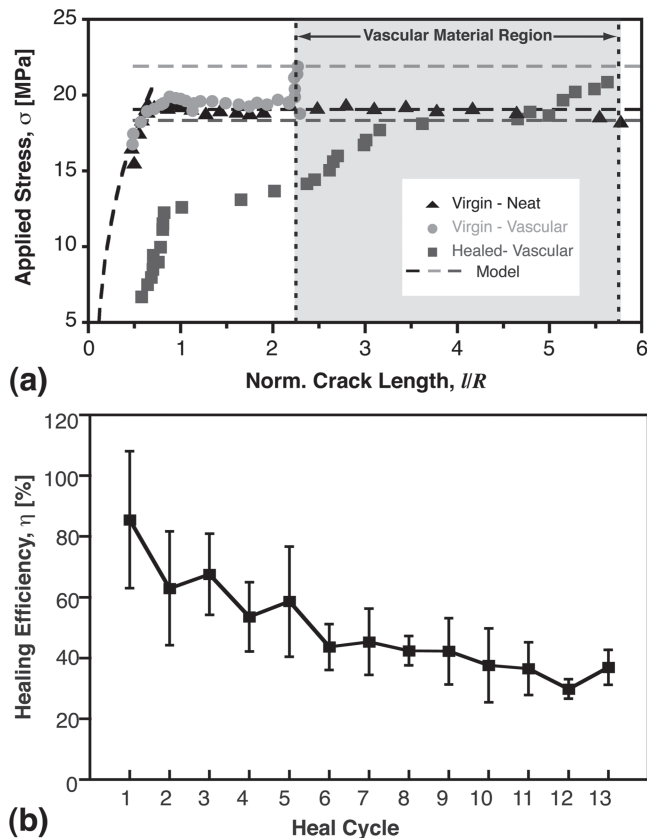 25
20
15
10
5
Applied Stress, σ [MPa]
Vascular Material Region
Virgin - Neat
Virgin - Vascular
Healed- Vascular
Model
0 1 2 3 4 5 6
Norm. Crack Length, l/R
(a)
120
100
80
60
40
20
0
Healing Efficiency, η [%]
1 2 3 4 5 6 7 8 9 10 11 12 13
Heal Cycle
(b)